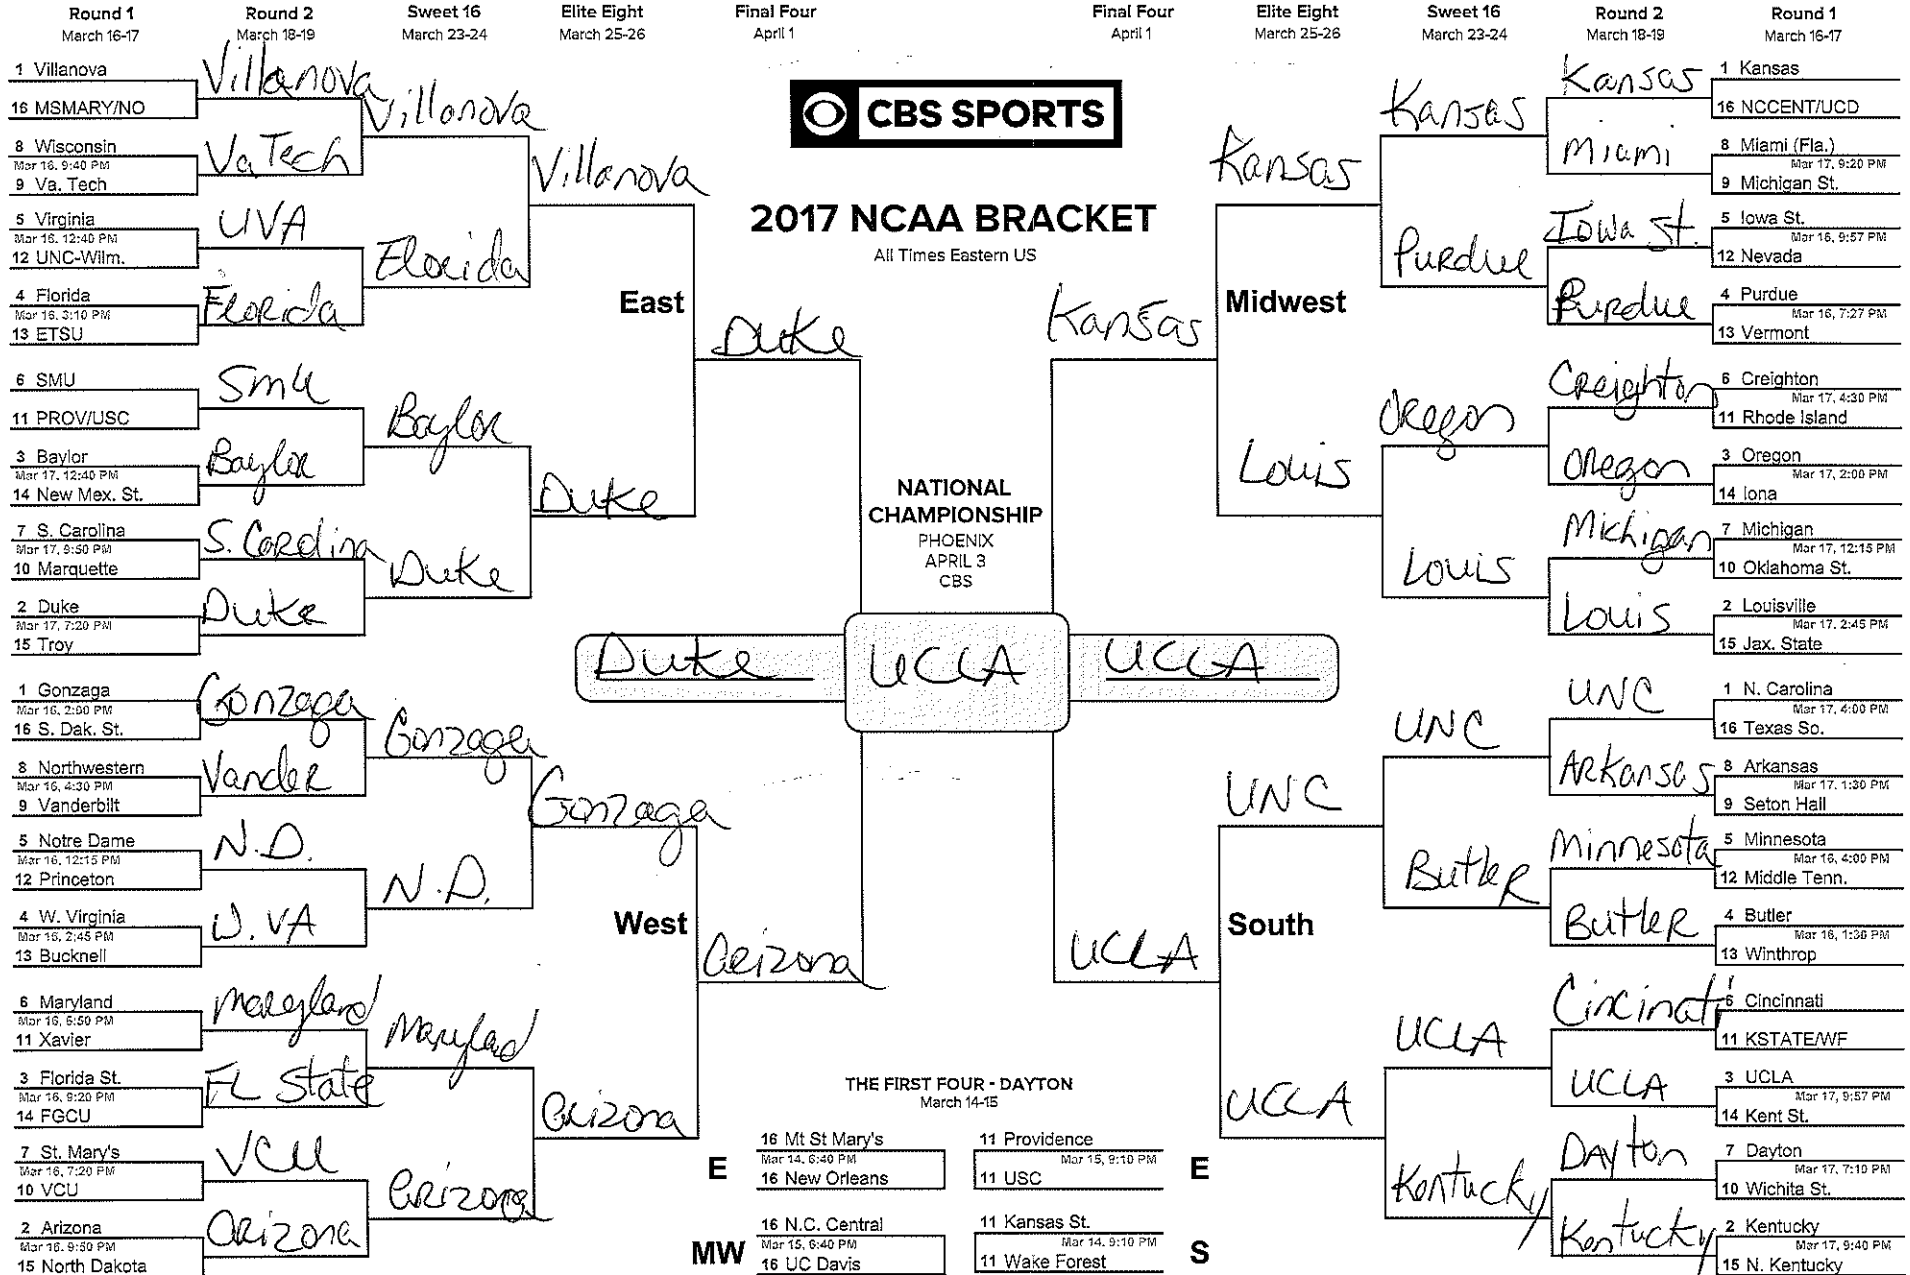 Round 1
March 16-17
Round 2
March 18-19
Sweet 16
March 23-24
Elite Eight
March 25-26
Final Four
April 1
Final Four
April 1
Elite Eight
March 25-26
Sweet 16
March 23-24
Round 2
March 18-19
Round 1
March 16-17
CBS SPORTS
2017 NCAA BRACKET
All Times Eastern US
1 Villanova
16 MSMARY/NO
8 Wisconsin
Mar 16, 9:40 PM
9 Va. Tech
5 Virginia
Mar 16, 12:40 PM
12 UNC-Wilm.
4 Florida
Mar 16, 3:10 PM
13 ETSU
6 SMU
11 PROV/USC
3 Baylor
Mar 17, 12:40 PM
14 New Mex. St.
7 S. Carolina
Mar 17, 9:50 PM
10 Marquette
2 Duke
Mar 17, 7:20 PM
15 Troy
Villanova
Va Tech
UVA
Florida
SMU
Baylor
S. Carolina
Duke
Villanova
Florida
Baylor
Duke
Villanova
Duke
East
Duke
1 Gonzaga
Mar 16, 2:00 PM
16 S. Dak. St.
8 Northwestern
Mar 16, 4:30 PM
9 Vanderbilt
5 Notre Dame
Mar 16, 12:15 PM
12 Princeton
4 W. Virginia
Mar 16, 2:45 PM
13 Bucknell
6 Maryland
Mar 16, 6:50 PM
11 Xavier
3 Florida St.
Mar 16, 9:20 PM
14 FGCU
7 St. Mary's
Mar 16, 7:20 PM
10 VCU
2 Arizona
Mar 16, 9:50 PM
15 North Dakota
Gonzaga
Vander
N.D.
W. VA
Maryland
FL State
VCU
Arizona
Gonzaga
N.D.
Marylad
Arizona
Gonzaga
Arizona
West
Arizona
NATIONAL
CHAMPIONSHIP
PHOENIX
APRIL 3
CBS
Duke
UCLA
UCLA
Kansas
Midwest
Kansas
Louis
Kansas
Purdue
Oregon
Louis
Kansas
Miami
Iowa St.
Purdue
Creighton
Oregon
Michigan
Louis
1 Kansas
16 NCCENT/UCD
8 Miami (Fla.)
Mar 17, 9:20 PM
9 Michigan St.
5 Iowa St.
Mar 16, 9:57 PM
12 Nevada
4 Purdue
Mar 16, 7:27 PM
13 Vermont
6 Creighton
Mar 17, 4:30 PM
11 Rhode Island
3 Oregon
Mar 17, 2:00 PM
14 Iona
7 Michigan
Mar 17, 12:15 PM
10 Oklahoma St.
2 Louisville
Mar 17, 2:45 PM
15 Jax. State
UCLA
South
UNC
UCLA
UNC
Butler
UCLA
Kentucky
UNC
Arkansas
Minnesota
Butler
Cincinati
UCLA
Dayton
Kentucky
1 N. Carolina
Mar 17, 4:00 PM
16 Texas So.
8 Arkansas
Mar 17, 1:30 PM
9 Seton Hall
5 Minnesota
Mar 16, 4:00 PM
12 Middle Tenn.
4 Butler
Mar 16, 1:30 PM
13 Winthrop
6 Cincinnati
11 KSTATE/WF
3 UCLA
Mar 17, 9:57 PM
14 Kent St.
7 Dayton
Mar 17, 7:10 PM
10 Wichita St.
2 Kentucky
Mar 17, 9:40 PM
15 N. Kentucky
THE FIRST FOUR - DAYTON
March 14-15
E
16 Mt St Mary's
Mar 14, 6:40 PM
16 New Orleans
11 Providence
Mar 15, 9:10 PM
11 USC
E
MW
16 N.C. Central
Mar 15, 6:40 PM
16 UC Davis
11 Kansas St.
Mar 14, 9:10 PM
11 Wake Forest
S